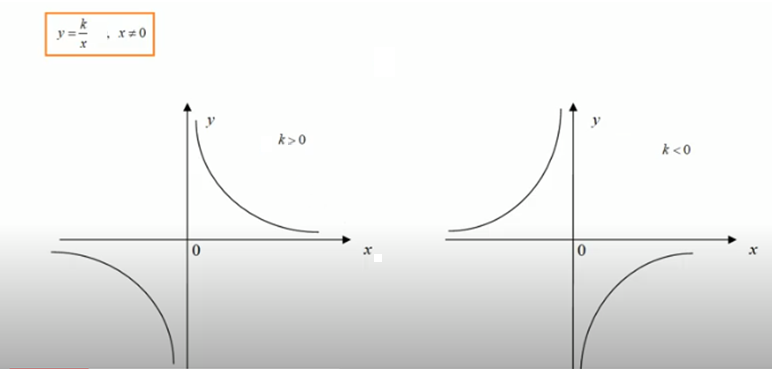 y = k/x , x ≠ 0
y
k > 0
0
x
y
k < 0
0
x